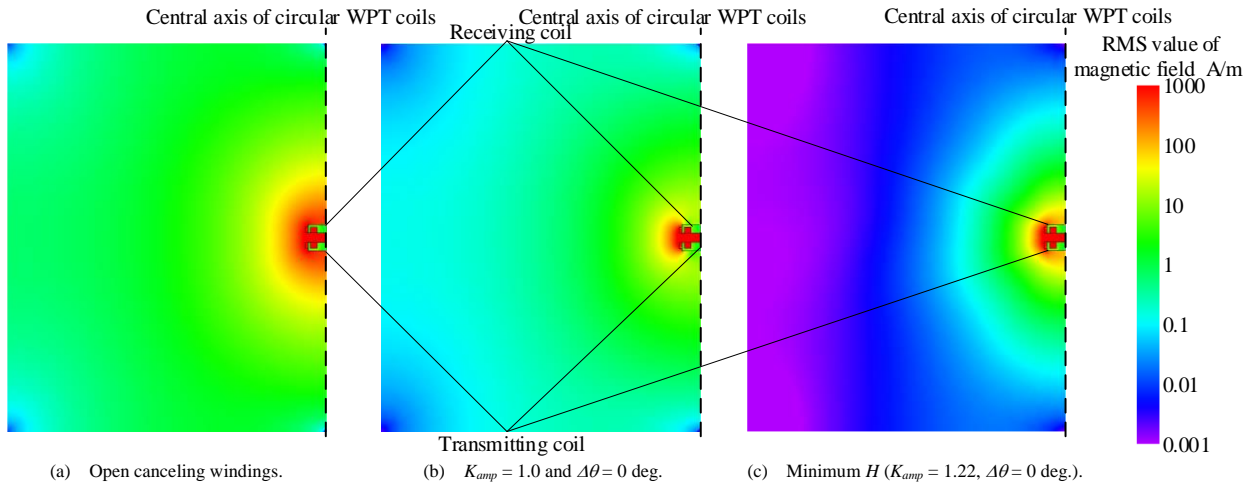 Central axis of circular WPT coils
Central axis of circular WPT coils
Central axis of circular WPT coils
Receiving coil
RMS value of
magnetic field A/m
1000
100
10
1
0.1
0.01
0.001
Transmitting coil
(a) Open canceling windings.
(b) Kamp = 1.0 and Δθ = 0 deg.
(c) Minimum H (Kamp = 1.22, Δθ = 0 deg.).